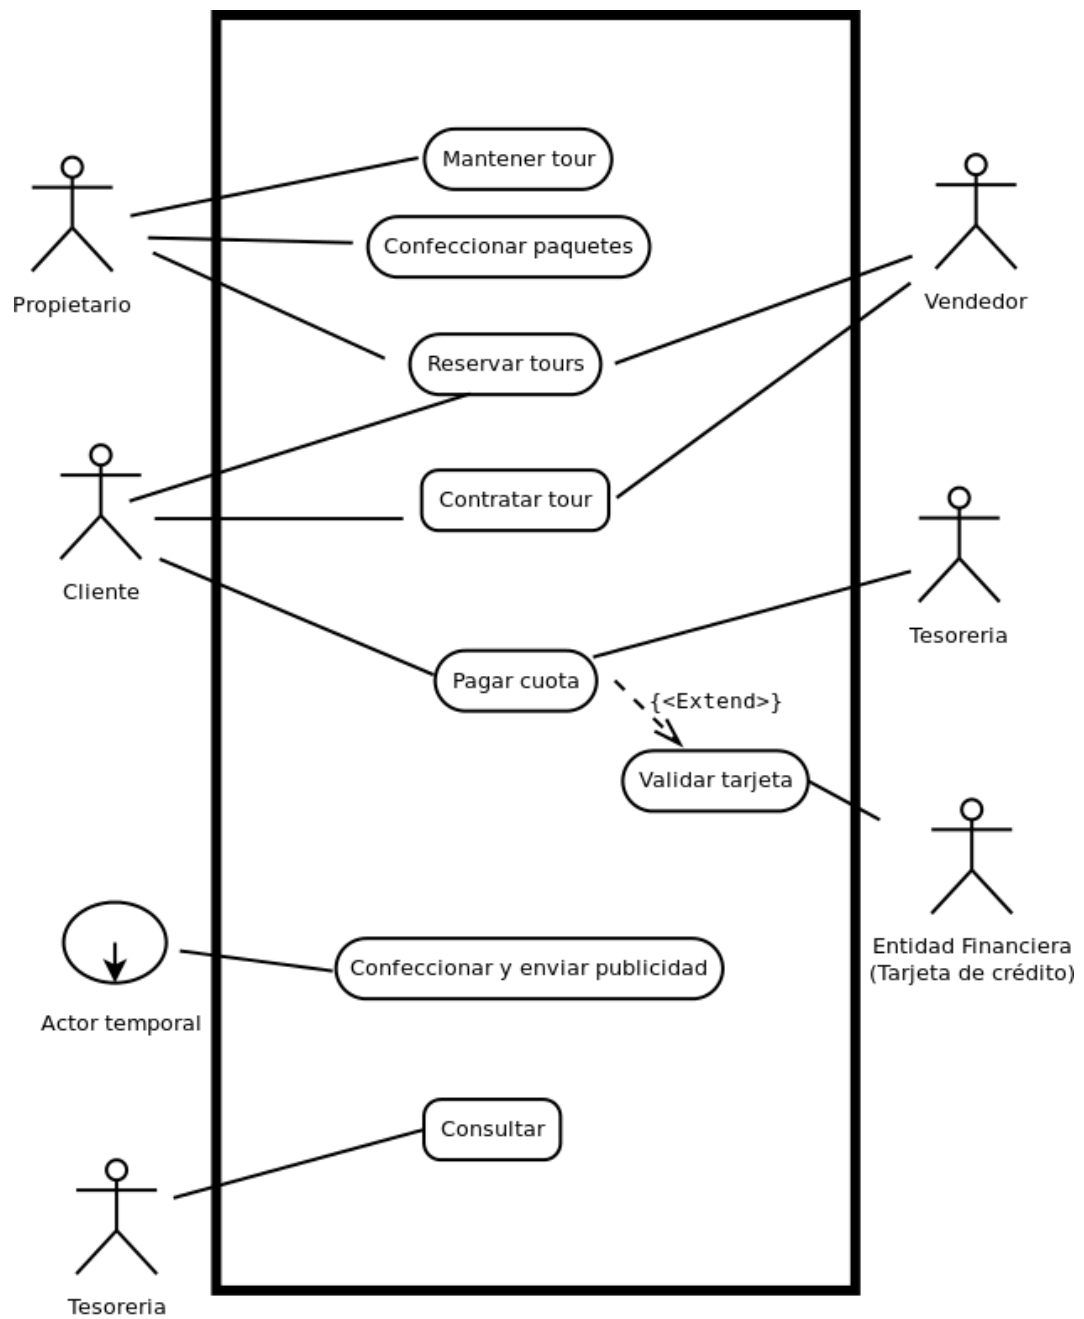 Mantener tour
Confeccionar paquetes
Propietario
Vendedor
Reservar tours
Contratar tour
Cliente
Tesoreria
Pagar cuota
{<Extend>}
Validar tarjeta
Entidad Financiera
(Tarjeta de crédito)
Confeccionar y enviar publicidad
Actor temporal
Consultar
Tesoreria